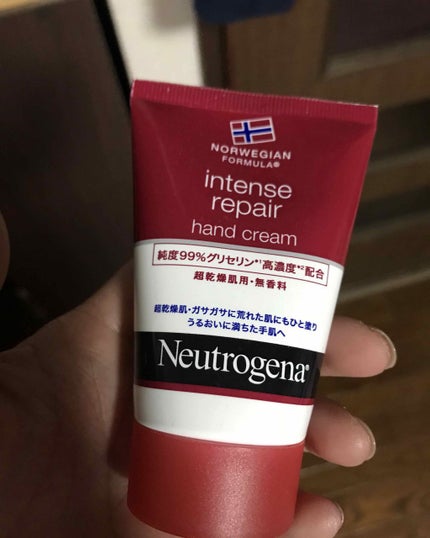 NORWEGIAN
FORMULA®
intense
repair
hand cream
純度99%グリセリン*¹高濃度*²配合
超乾燥肌用・無香料
超乾燥肌・ガサガサに荒れた肌にもひと塗り
うるおいに満ちた手肌へ
Neutrogena®